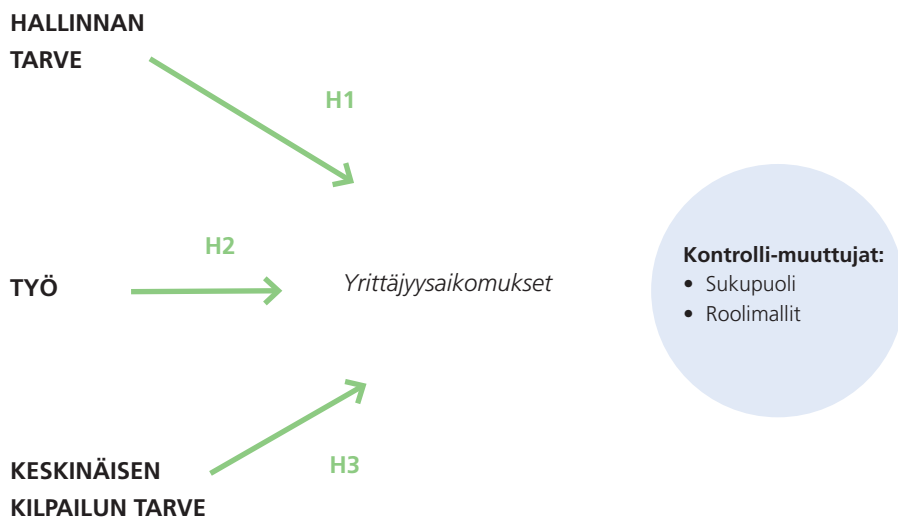 HALLINNAN
TARVE
H1
H2
TYÖ
Yrittäjyysaikomukset
Kontrolli-muuttujat:
• Sukupuoli
• Roolimallit
H3
KESKINÄISEN
KILPAILUN TARVE